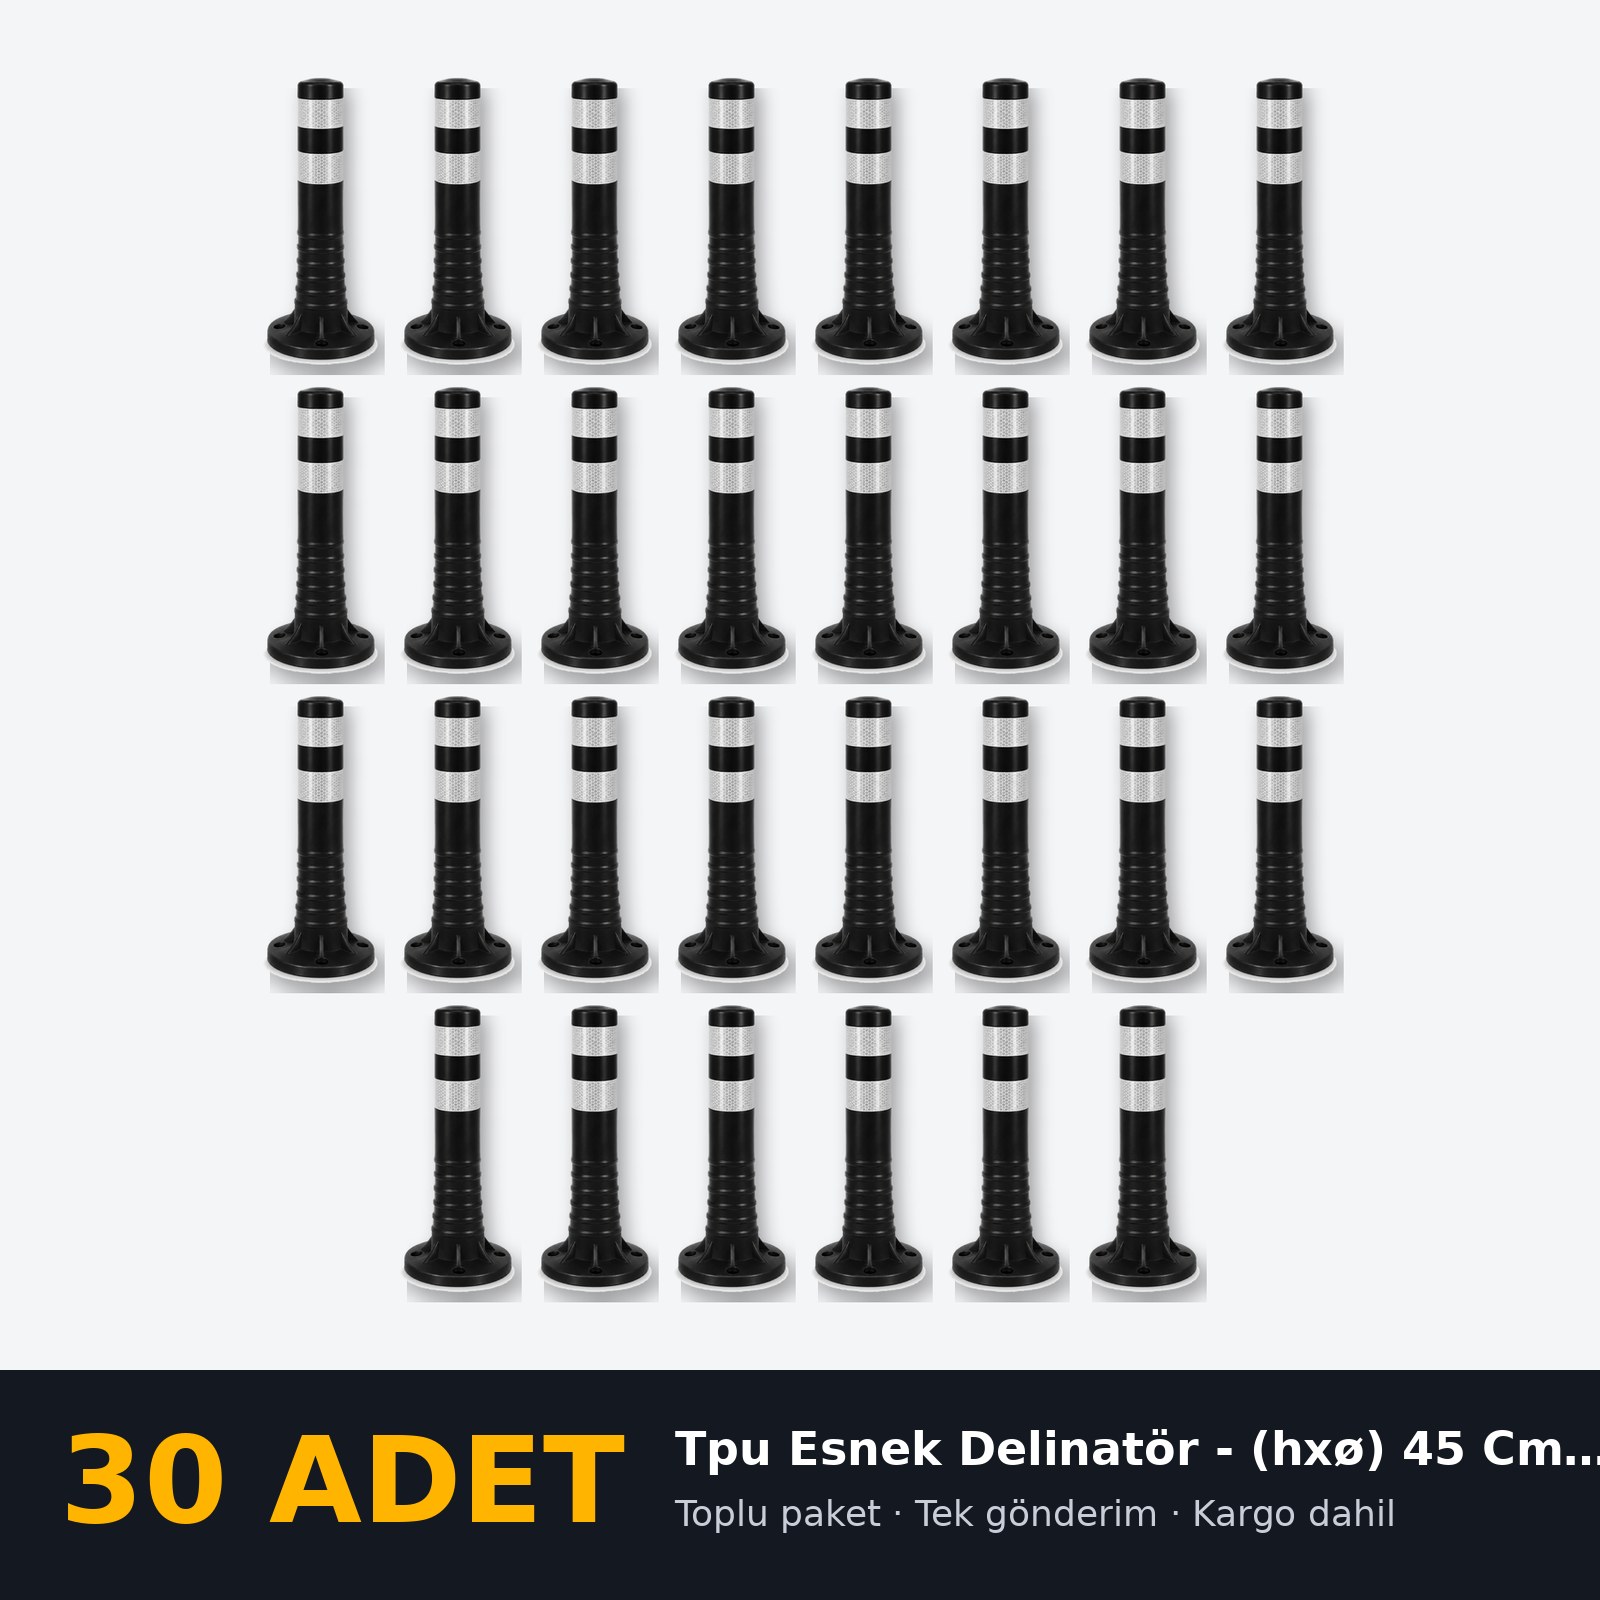 30 ADET
Tpu Esnek Delinatör - (hxø) 45 Cm...
Toplu paket · Tek gönderim · Kargo dahil